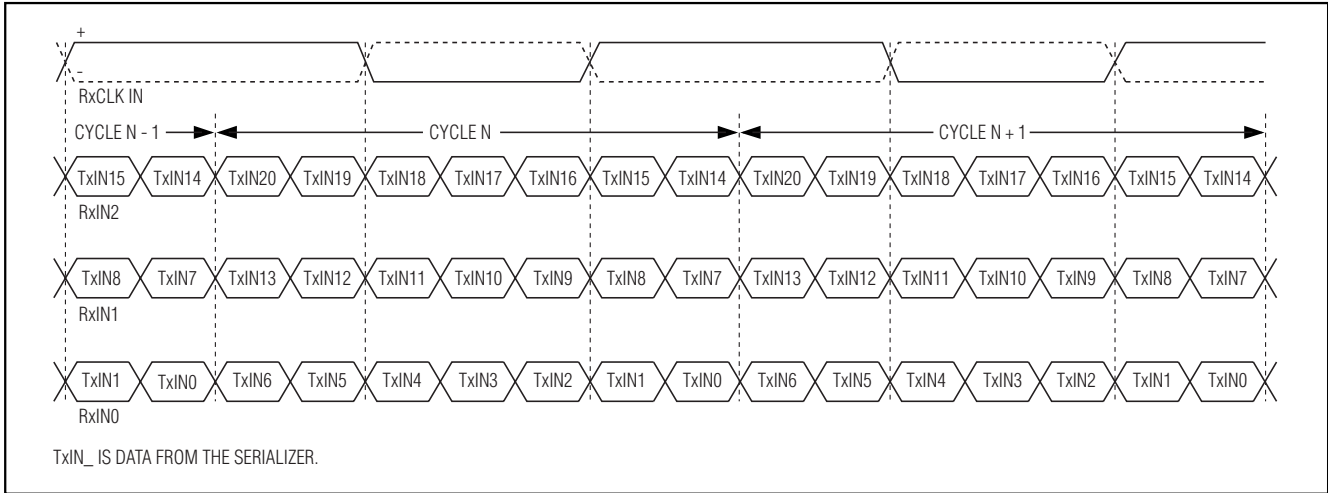 +
-
RxCLK IN
CYCLE N - 1 CYCLE N CYCLE N + 1
TxIN15 TxIN14 TxIN20 TxIN19 TxIN18 TxIN17 TxIN16 TxIN15 TxIN14 TxIN20 TxIN19 TxIN18 TxIN17 TxIN16 TxIN15 TxIN14
RxIN2
TxIN8 TxIN7 TxIN13 TxIN12 TxIN11 TxIN10 TxIN9 TxIN8 TxIN7 TxIN13 TxIN12 TxIN11 TxIN10 TxIN9 TxIN8 TxIN7
RxIN1
TxIN1 TxIN0 TxIN6 TxIN5 TxIN4 TxIN3 TxIN2 TxIN1 TxIN0 TxIN6 TxIN5 TxIN4 TxIN3 TxIN2 TxIN1 TxIN0
RxIN0
TxIN_ IS DATA FROM THE SERIALIZER.